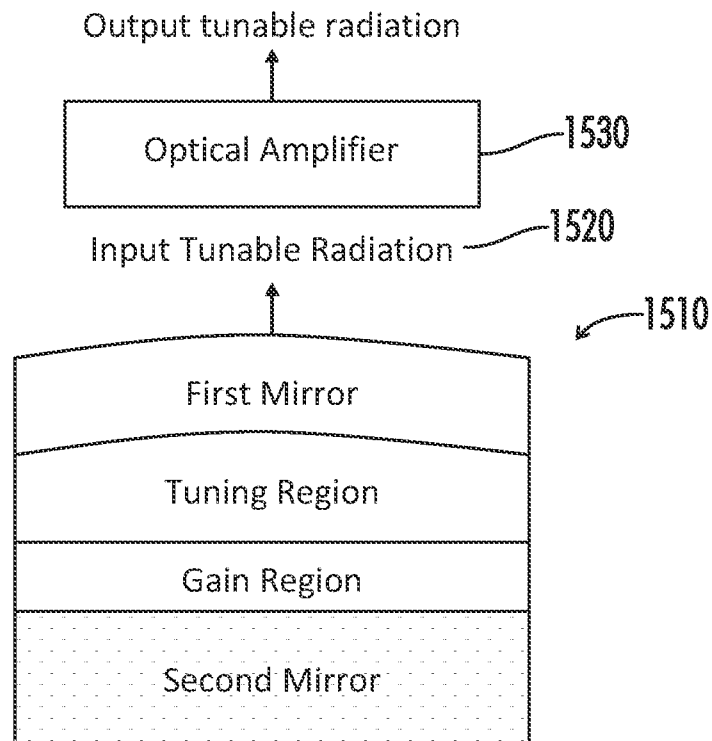 Output tunable radiation
Optical Amplifier
1530
Input Tunable Radiation
1520
1510
First Mirror
Tuning Region
Gain Region
Second Mirror